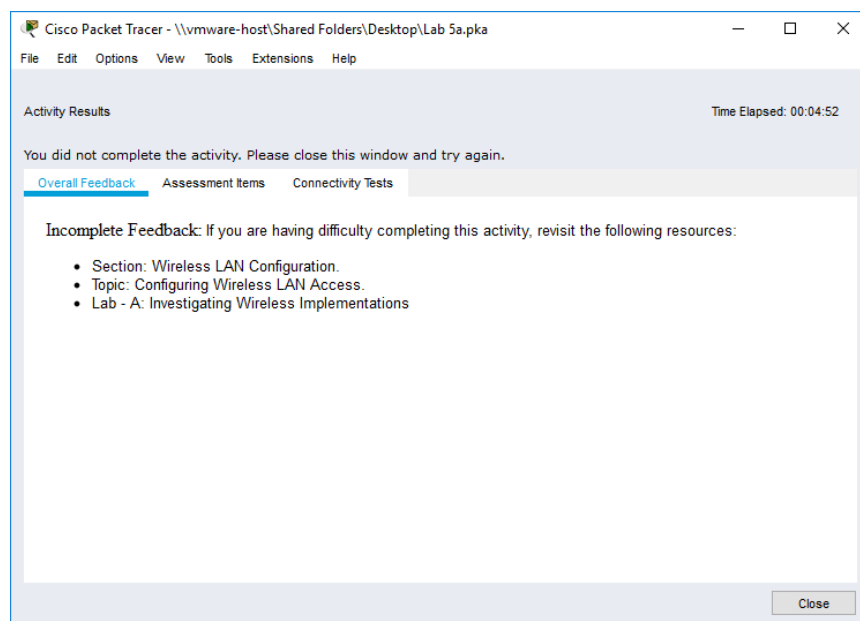 Cisco Packet Tracer - \\vmware-host\Shared Folders\Desktop\Lab 5a.pka
File Edit Options View Tools Extensions Help
Activity Results Time Elapsed: 00:04:52
You did not complete the activity. Please close this window and try again.
Overall Feedback Assessment Items Connectivity Tests
Incomplete Feedback: If you are having difficulty completing this activity, revisit the following resources:
• Section: Wireless LAN Configuration.
• Topic: Configuring Wireless LAN Access.
• Lab - A: Investigating Wireless Implementations
Close